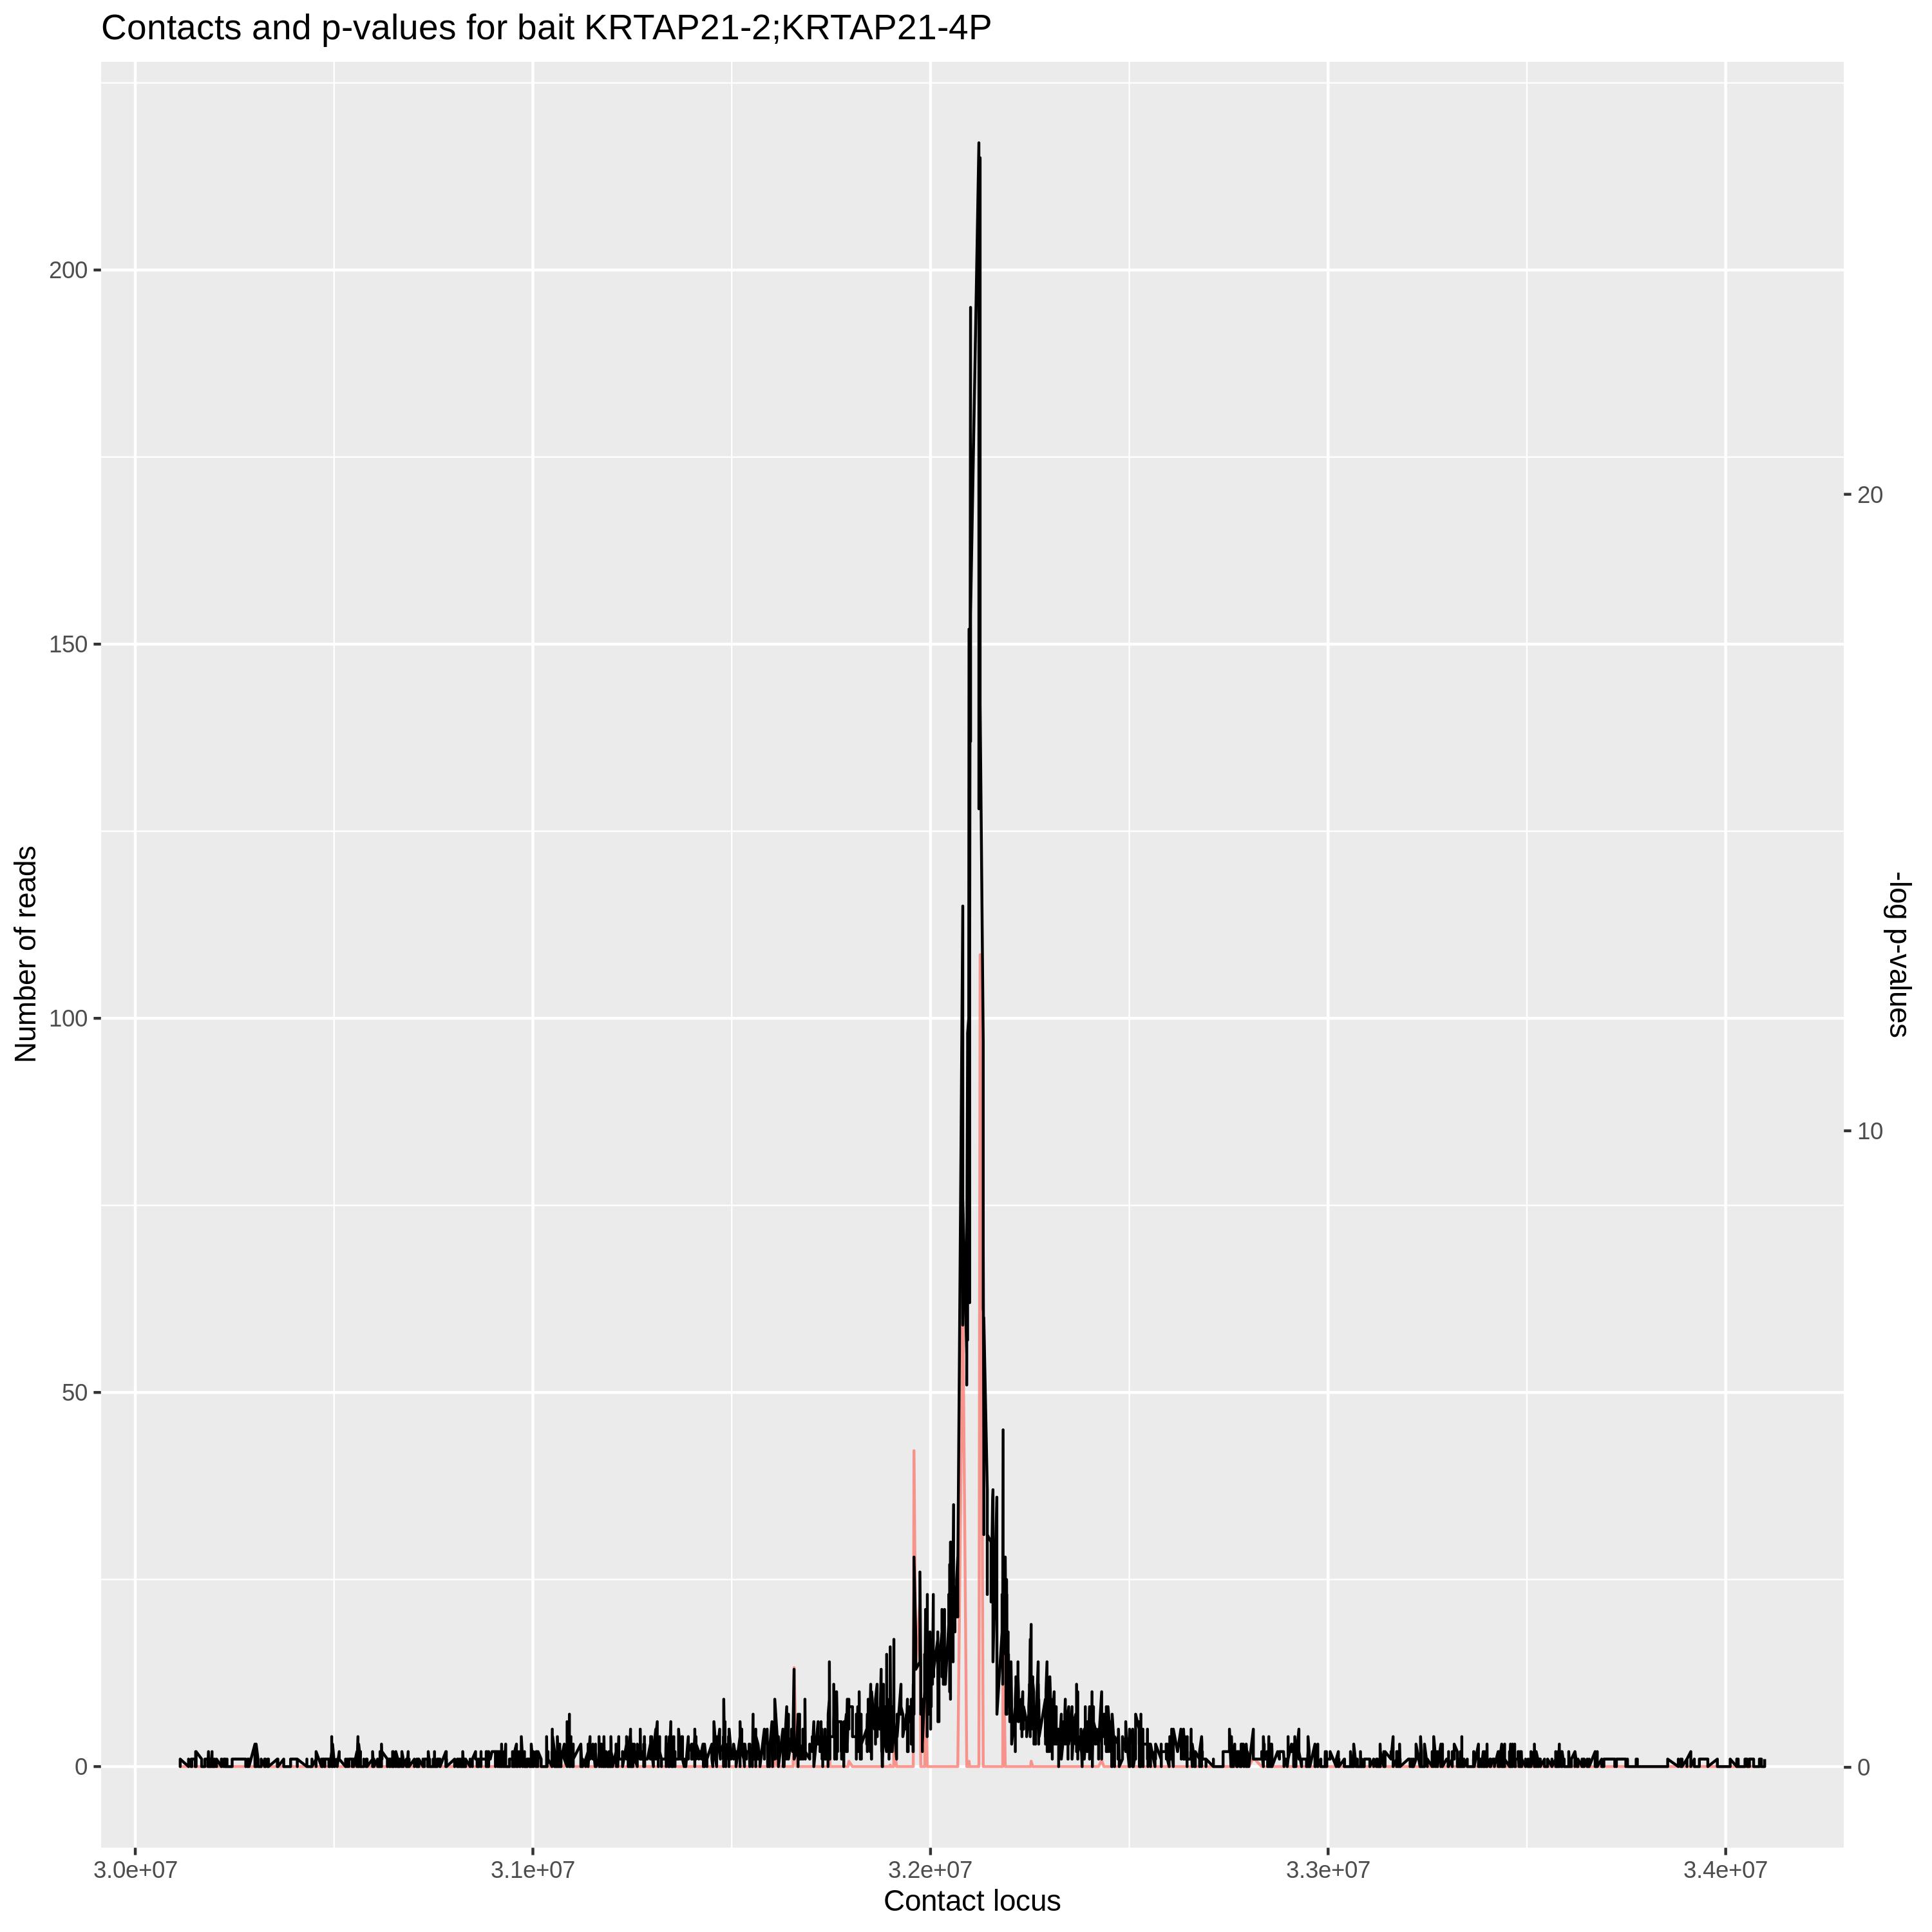 Contacts and p-values for bait KRTAP21-2;KRTAP21-4P
200
150
100
50
0
Number of reads
20
10
0
-log p-values
3.0e+07
3.1e+07
3.2e+07
3.3e+07
3.4e+07
Contact locus